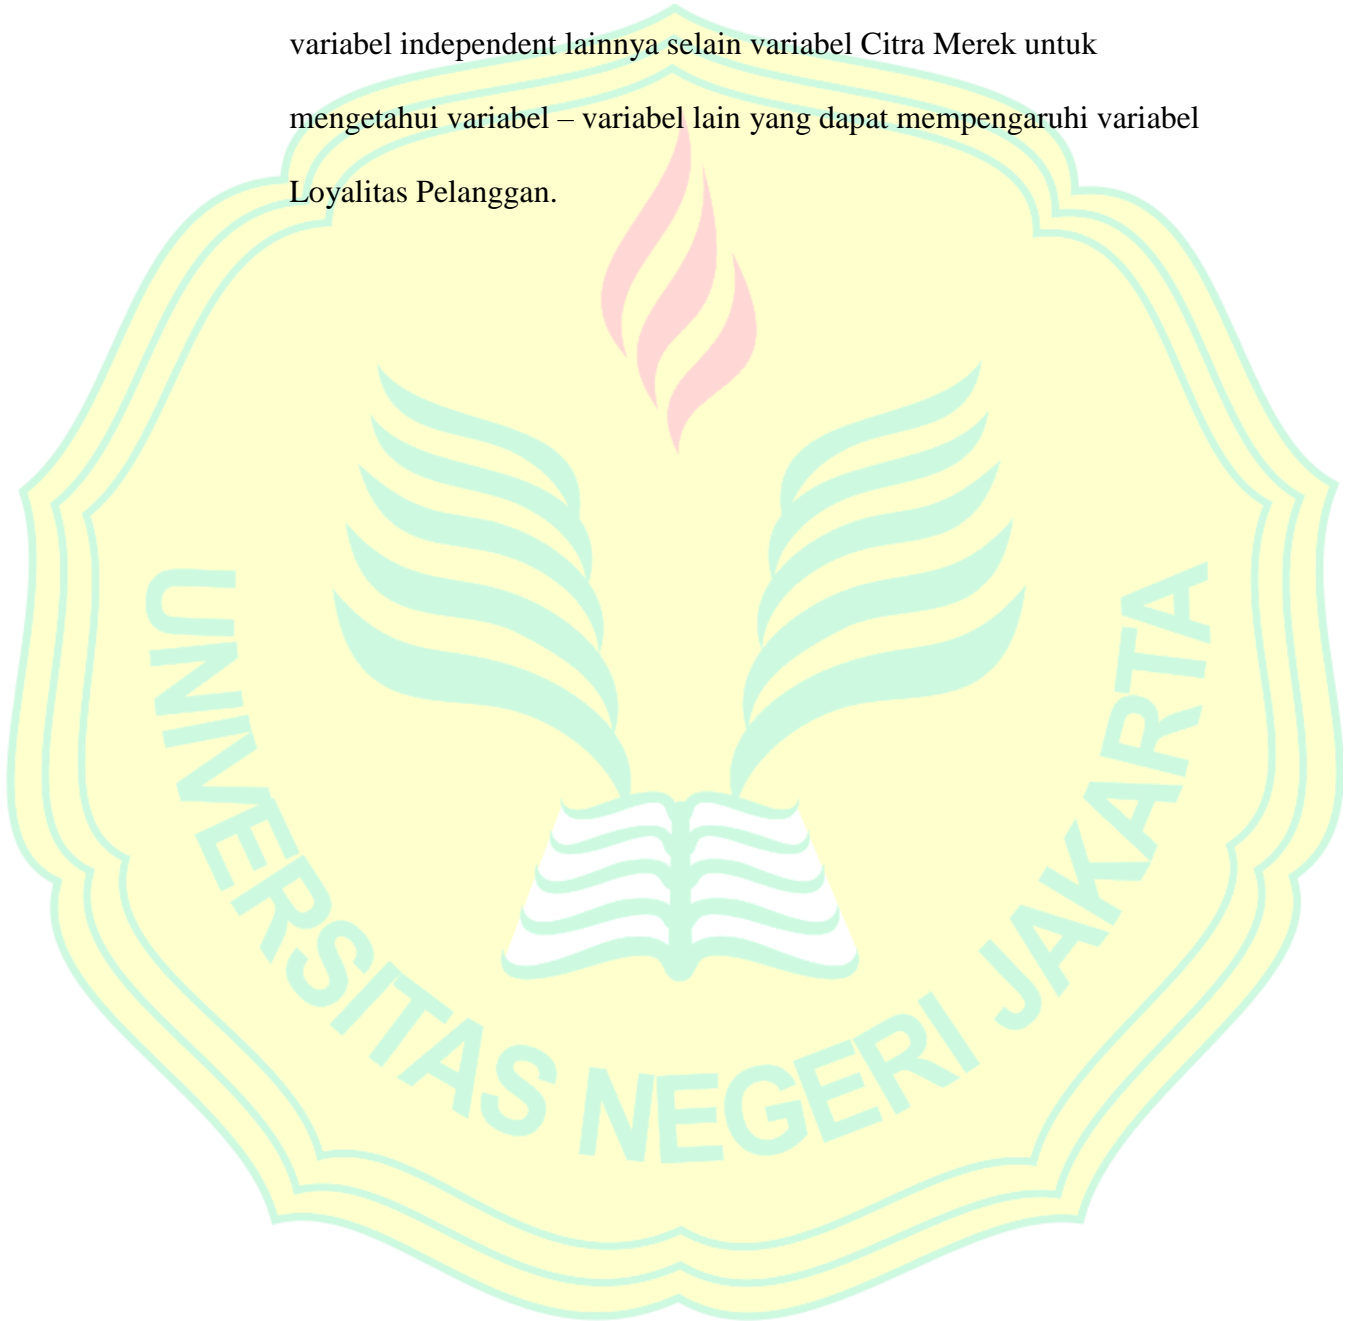 variabel independent lainnya selain variabel Citra Merek untuk
mengetahui variabel – variabel lain yang dapat mempengaruhi variabel
Loyalitas Pelanggan.
UNIVERSITAS NEGERI JAKARTA